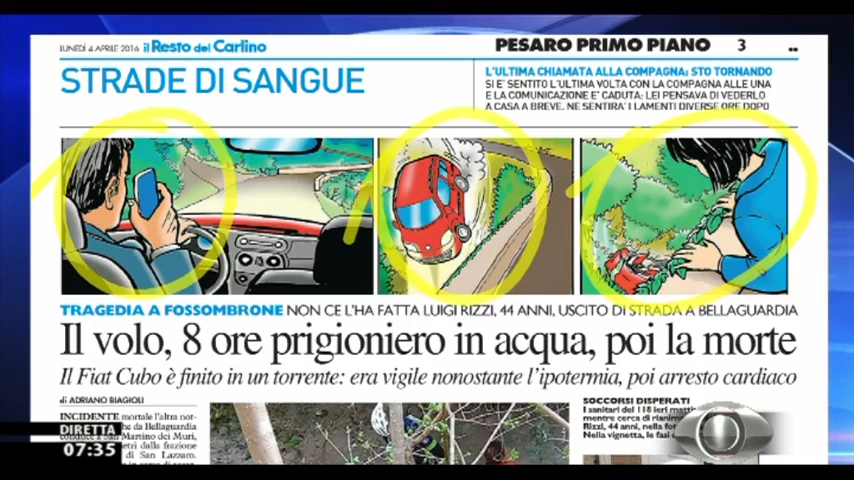 LUNEDÌ 4 APRILE 2016 il Resto del Carlino
PESARO PRIMO PIANO 3
STRADE DI SANGUE
L'ULTIMA CHIAMATA ALLA COMPAGNA: STO TORNANDO
SI E' SENTITO L'ULTIMA VOLTA CON LA COMPAGNA ALLE UNA
E LA COMUNICAZIONE E' CADUTA: LEI PENSAVA DI VEDERLO
A CASA A BREVE. NE SENTIRA' I LAMENTI DIVERSE ORE DOPO
TRAGEDIA A FOSSOMBRONE NON CE L'HA FATTA LUIGI RIZZI, 44 ANNI, USCITO DI STRADA A BELLAGUARDIA
Il volo, 8 ore prigioniero in acqua, poi la morte
Il Fiat Cubo è finito in un torrente: era vigile nonostante l'ipotermia, poi arresto cardiaco
di ADRIANO BIAGIOLI
INCIDENTE mortale l'altra not-
che da Bellaguardia
conduce a San Martino dei Muri,
metri dalla frazione
di San Lazzaro.
SOCCORSI DISPERATI
I sanitari del 118 ieri
mentre cerca di
Rizzi, 44 anni, nella
Nella vignetta, le fasi
DIRETTA
07:35